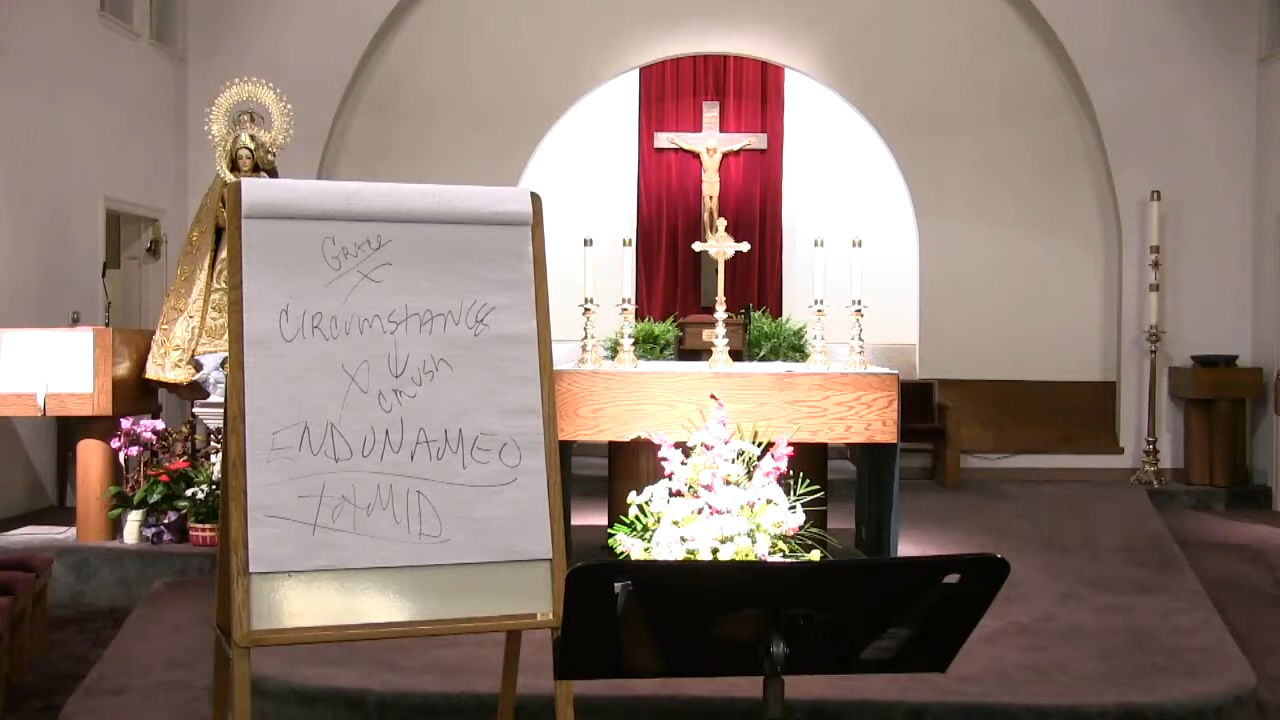 Grace
X
CIRCUMSTANCE
X crush
ENDUNAMEO
TAMID